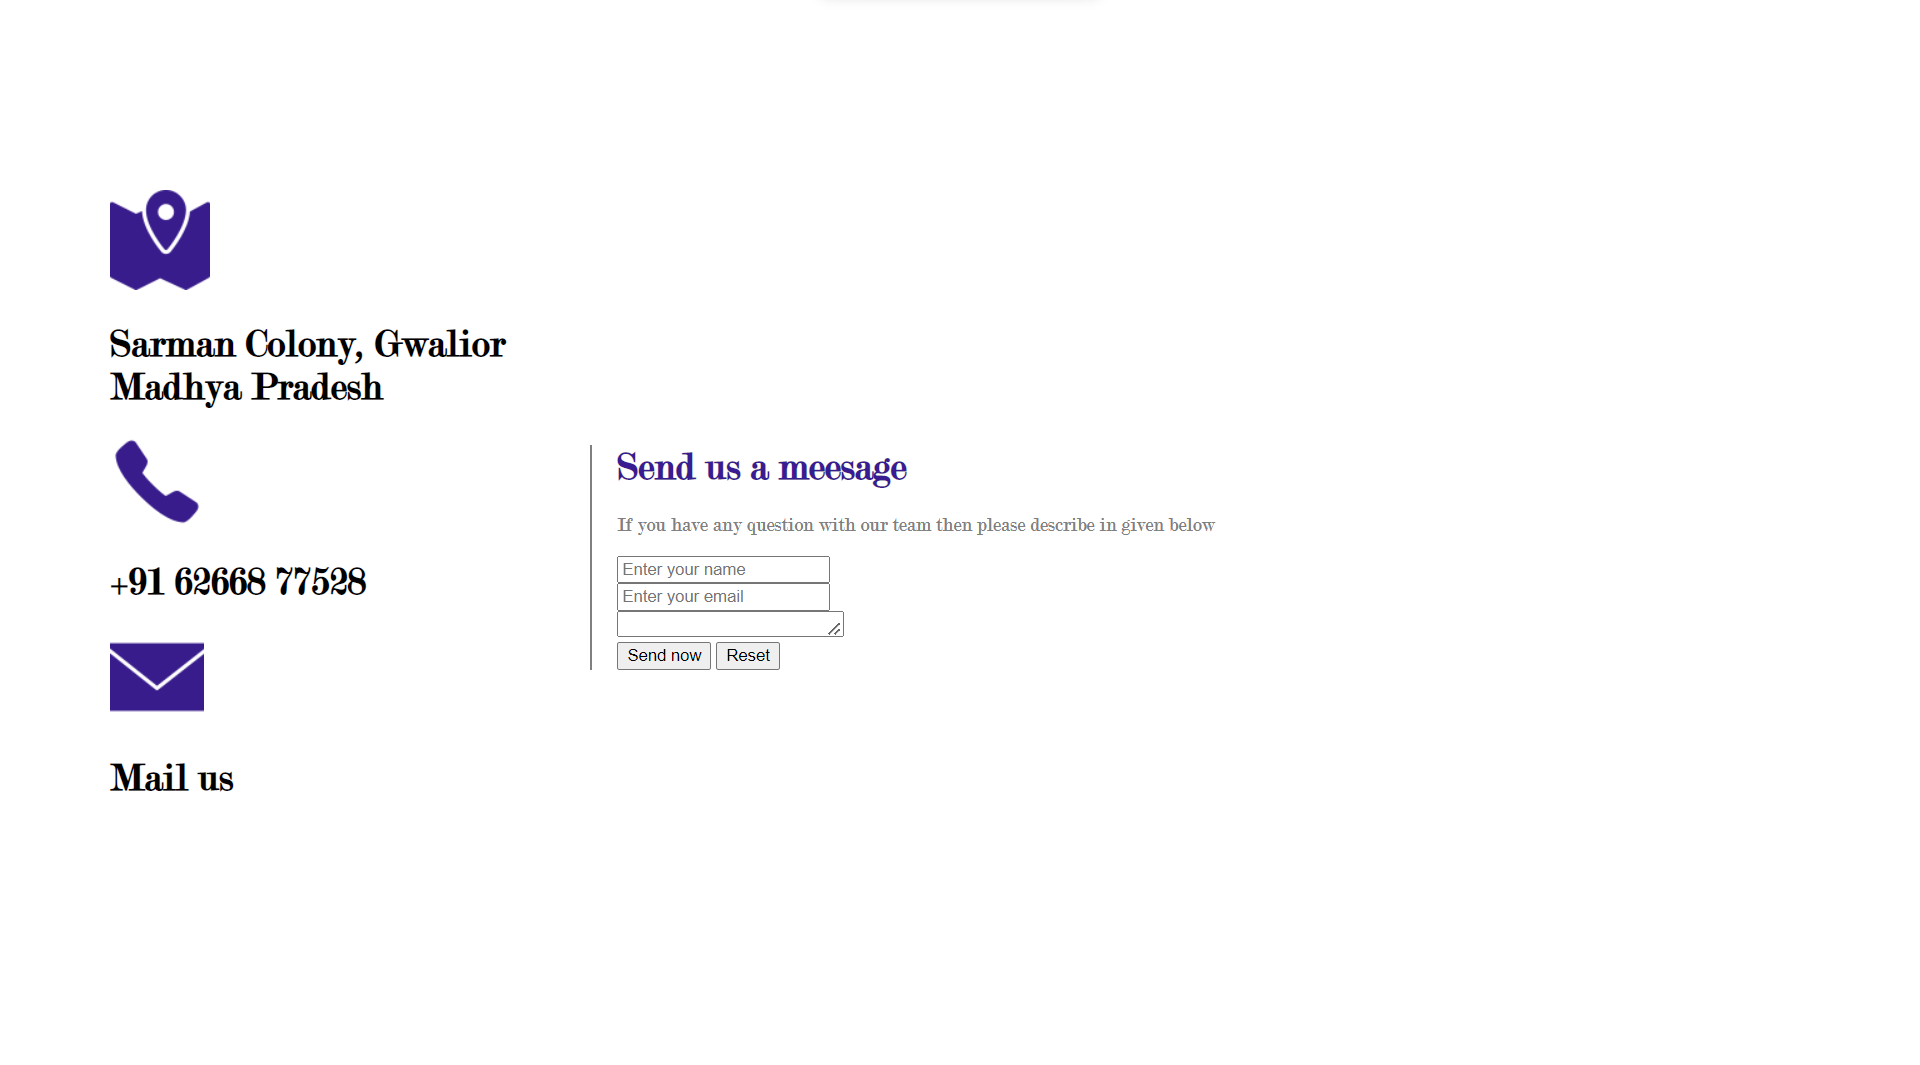 Sarman Colony, Gwalior
Madhya Pradesh
+91 62668 77528
Mail us
Send us a meesage
If you have any question with our team then please describe in given below
Enter your name
Enter your email
Send now Reset